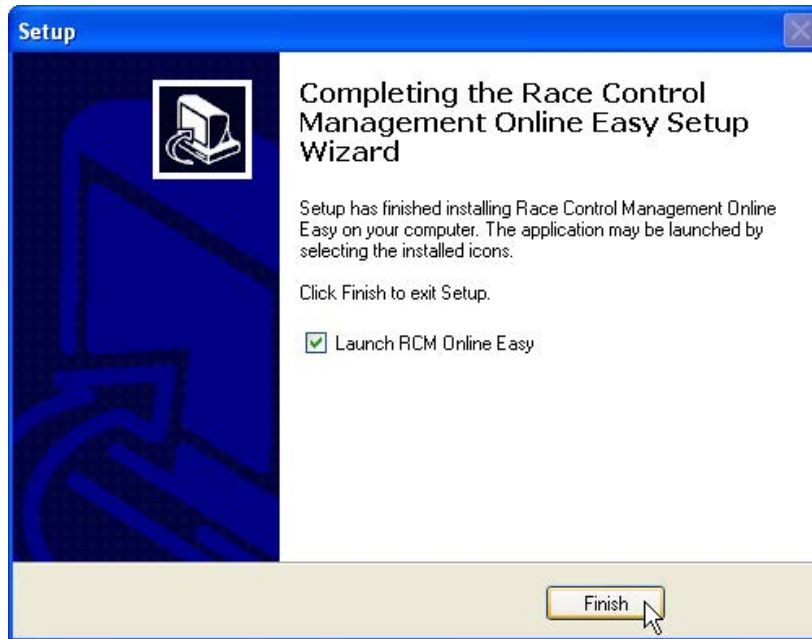 Setup
Completing the Race Control
Management Online Easy Setup
Wizard
Setup has finished installing Race Control Management Online
Easy on your computer. The application may be launched by
selecting the installed icons.
Click Finish to exit Setup.
Launch RCM Online Easy
Finish